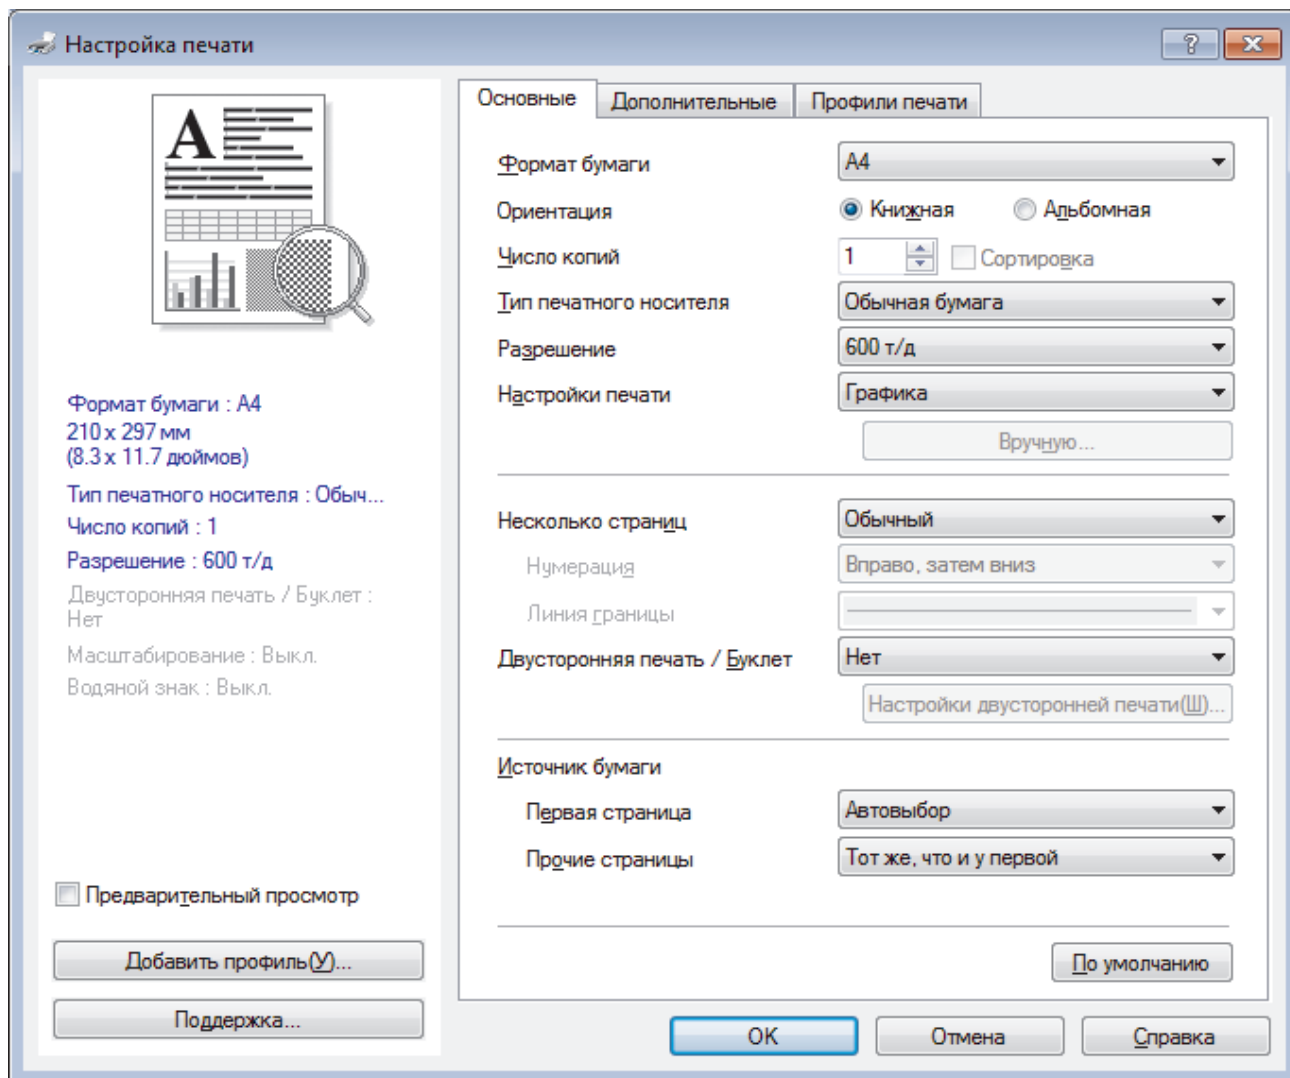 Настройка печати
?
A
Формат бумаги : A4
210 x 297 мм
(8.3 x 11.7 дюймов)
Тип печатного носителя : Обыч...
Число копий : 1
Разрешение : 600 т/д
Двусторонняя печать / Буклет :
Нет
Масштабирование : Выкл.
Водяной знак : Выкл.
Предварительный просмотр
Добавить профиль(У)...
Поддержка...
Основные Дополнительные Профили печати
Формат бумаги A4
Ориентация Книжная Альбомная
Число копий 1 Сортировка
Тип печатного носителя Обычная бумага
Разрешение 600 т/д
Настройки печати Графика
Вручную...
Несколько страниц Обычный
Нумерация Вправо, затем вниз
Линия границы
Двусторонняя печать / Буклет Нет
Настройки двусторонней печати(Ш)...
Источник бумаги
Первая страница Автовыбор
Прочие страницы Тот же, что и у первой
По умолчанию
OK Отмена Справка